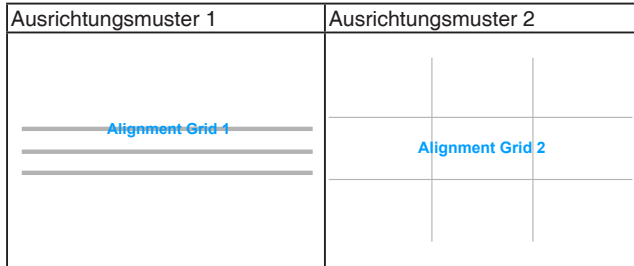 Ausrichtungsmuster 1
Ausrichtungsmuster 2
Alignment Grid 1
Alignment Grid 2